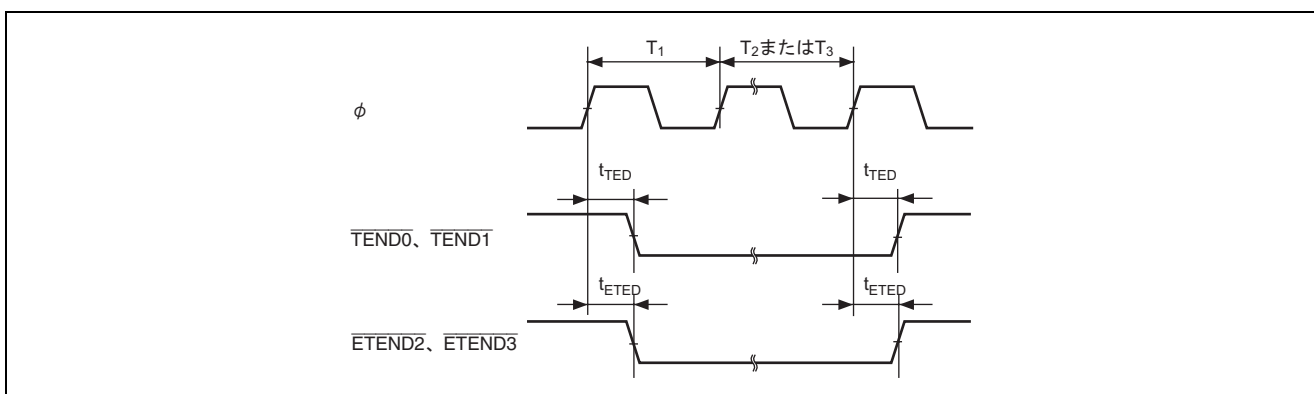 T₁ T₂またはT₃
φ
tTED tTED
TEND0、TEND1
tETED tETED
ETEND2、ETEND3